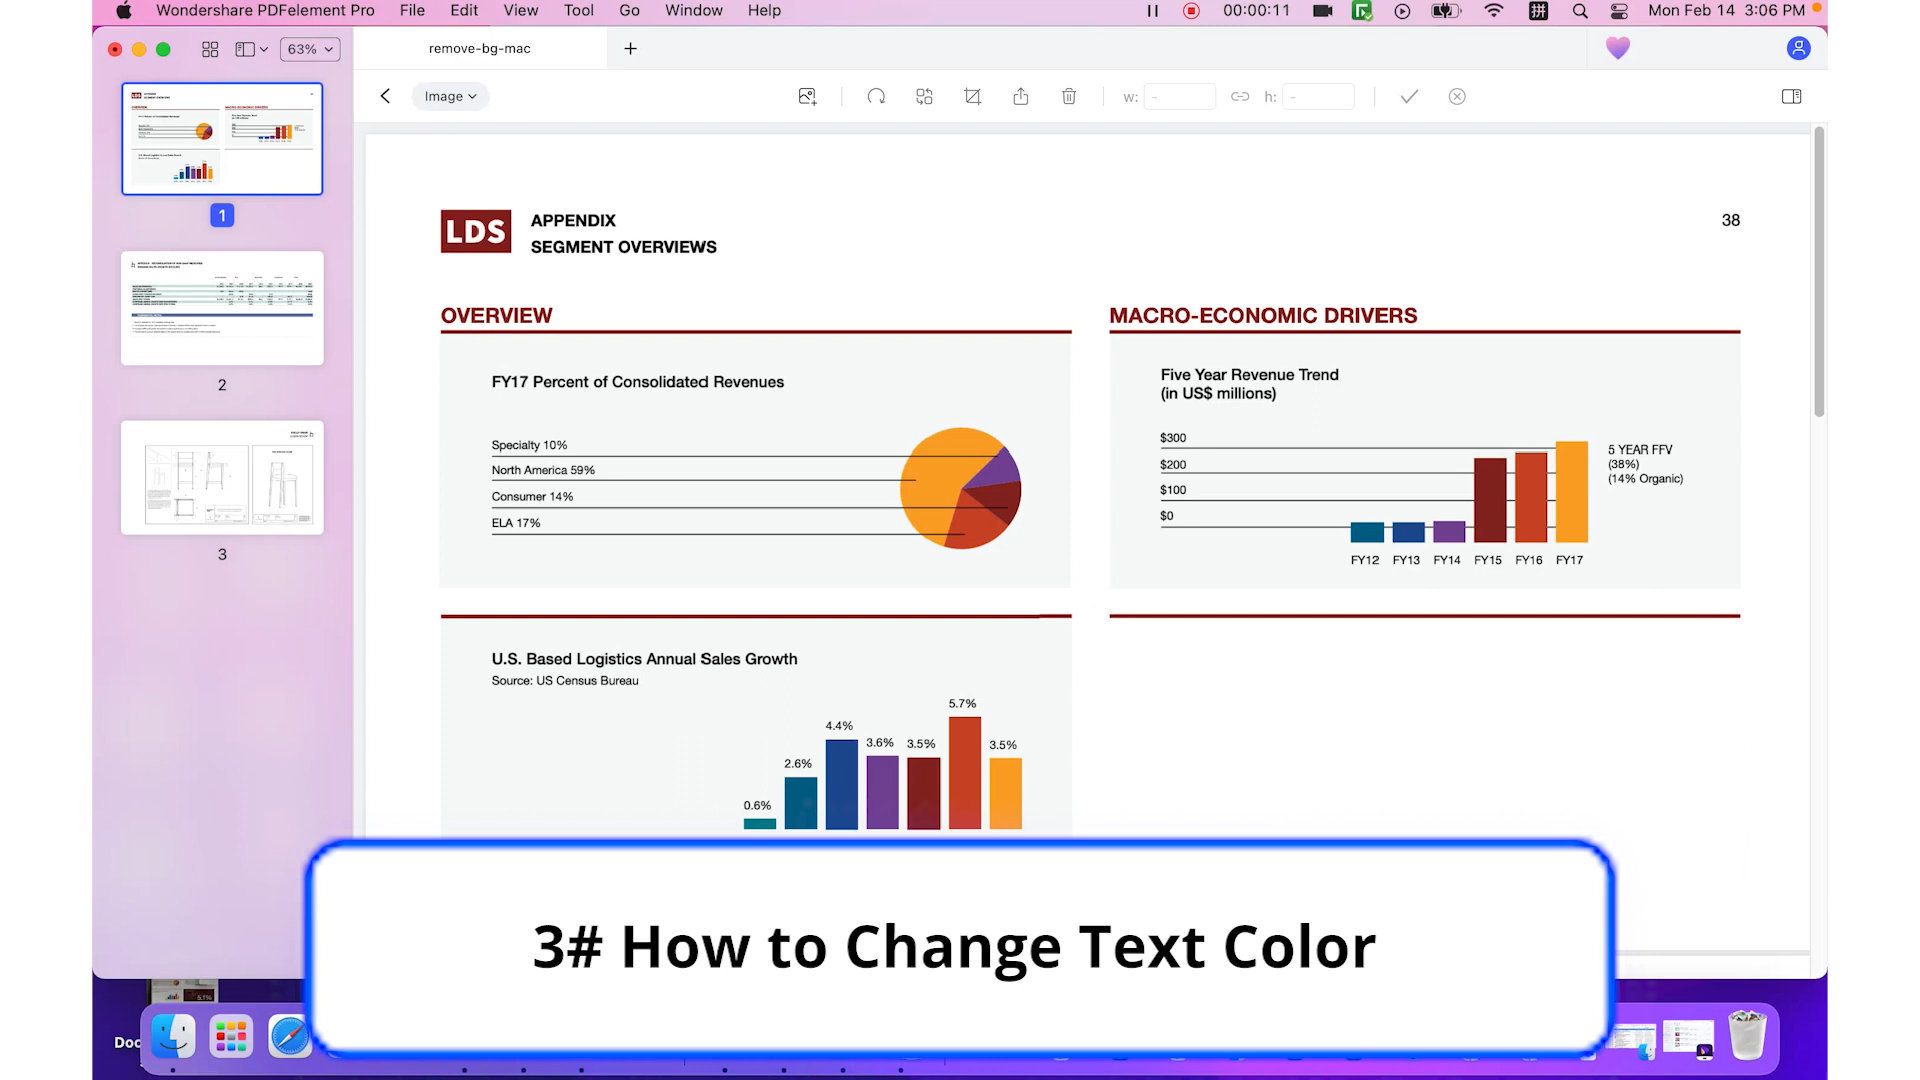 Wondershare PDFelement Pro File Edit View Tool Go Window Help 00:00:11 拼 Mon Feb 14 3:06 PM
63% remove-bg-mac
Image w: h:
1
2
3
LDS
APPENDIX
SEGMENT OVERVIEWS
38
OVERVIEW
FY17 Percent of Consolidated Revenues
Specialty 10%
North America 59%
Consumer 14%
ELA 17%
MACRO-ECONOMIC DRIVERS
Five Year Revenue Trend
(in US$ millions)
$300
$200
$100
$0
5 YEAR FFV
(38%)
(14% Organic)
FY12 FY13 FY14 FY15 FY16 FY17
U.S. Based Logistics Annual Sales Growth
Source: US Census Bureau
0.6%
2.6%
4.4%
3.6%
3.5%
5.7%
3.5%
3# How to Change Text Color
Doc